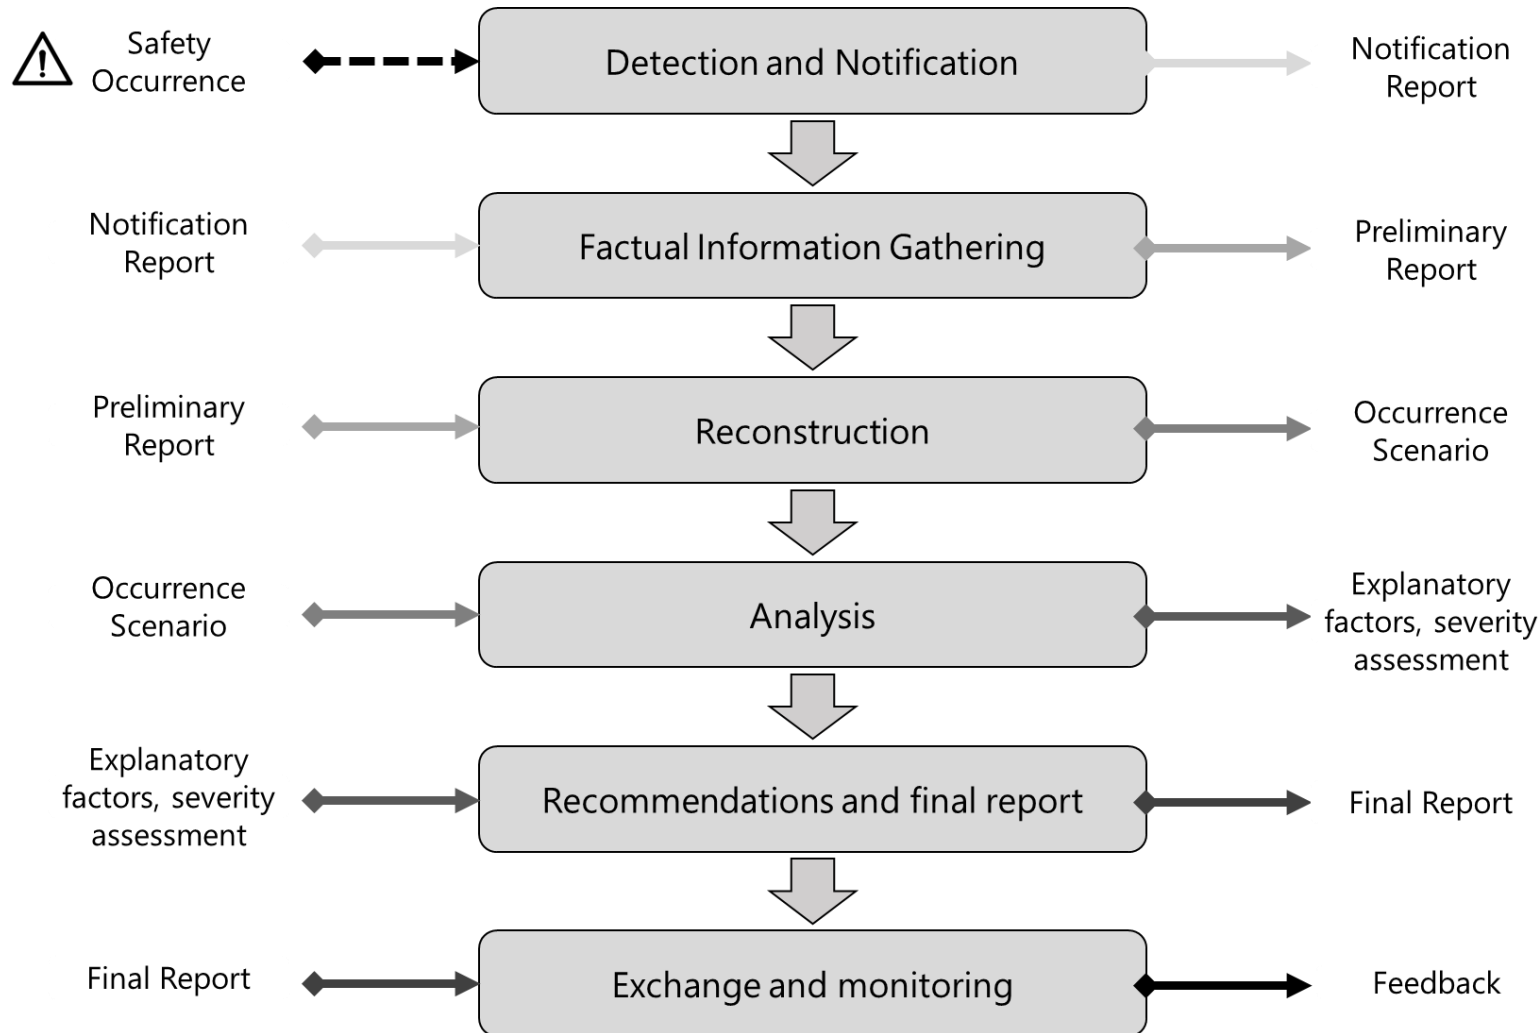 Safety
Occurrence
Detection and Notification
Notification
Report
Notification
Report
Factual Information Gathering
Preliminary
Report
Preliminary
Report
Reconstruction
Occurrence
Scenario
Occurrence
Scenario
Analysis
Explanatory
factors, severity
assessment
Explanatory
factors, severity
assessment
Recommendations and final report
Final Report
Final Report
Exchange and monitoring
Feedback